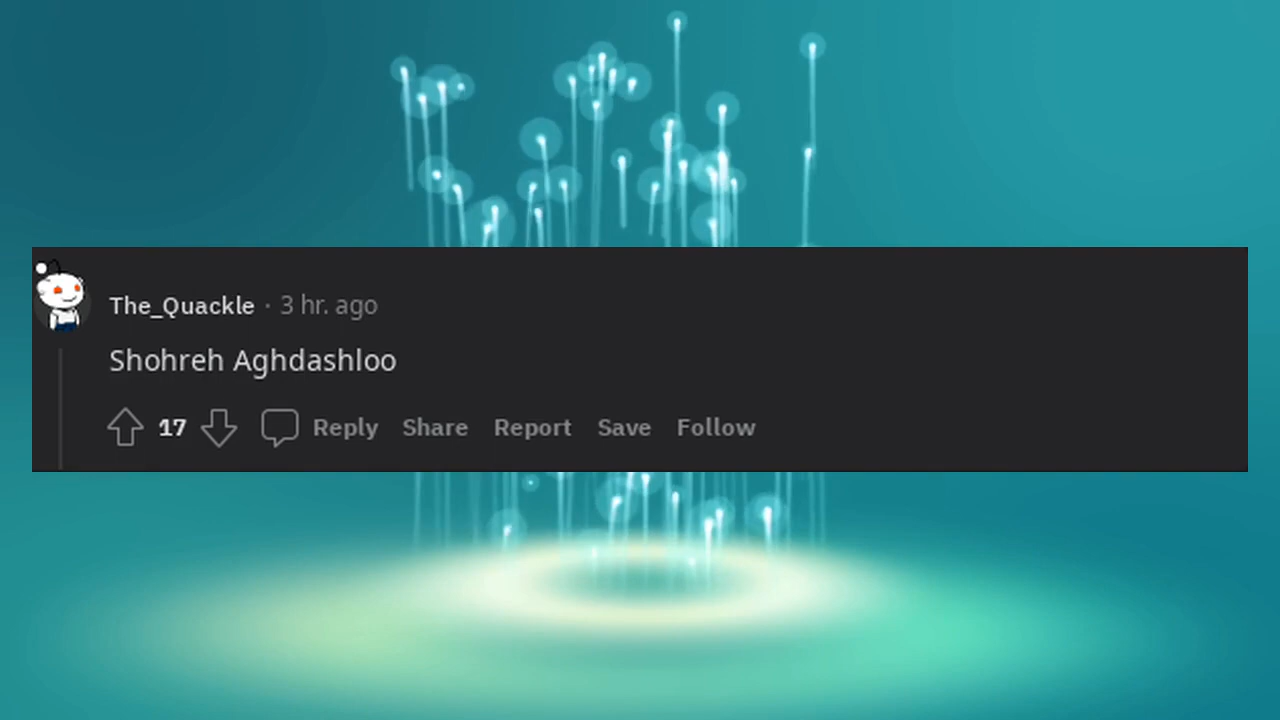 The_Quackle · 3 hr. ago
Shohreh Aghdashloo
17 Reply Share Report Save Follow